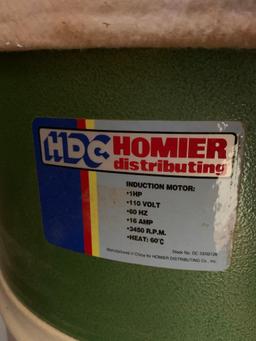 HDC HOMIER
distributing
INDUCTION MOTOR:
•1HP
•110 VOLT
•60 HZ
•16 AMP
•3450 R.P.M.
•HEAT: 60°C
Manufactured in China for HOMIER DISTRIBUTING Co., Inc.